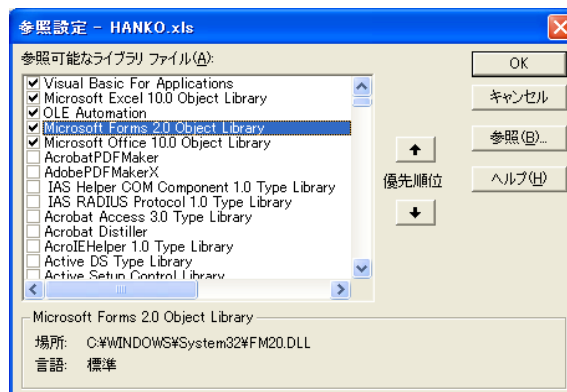 参照設定 - HANKO.xls
参照可能なライブラリ ファイル(A):
Visual Basic For Applications
Microsoft Excel 10.0 Object Library
OLE Automation
Microsoft Forms 2.0 Object Library
Microsoft Office 10.0 Object Library
AcrobatPDFMaker
AdobePDFMakerX
IAS Helper COM Component 1.0 Type Library
IAS RADIUS Protocol 1.0 Type Library
Acrobat Access 3.0 Type Library
Acrobat Distiller
AcroIEHelper 1.0 Type Library
Active DS Type Library
Active Setup Control Library
優先順位
OK
キャンセル
参照(B)...
ヘルプ(H)
Microsoft Forms 2.0 Object Library
場所: C:¥WINDOWS¥System32¥FM20.DLL
言語: 標準